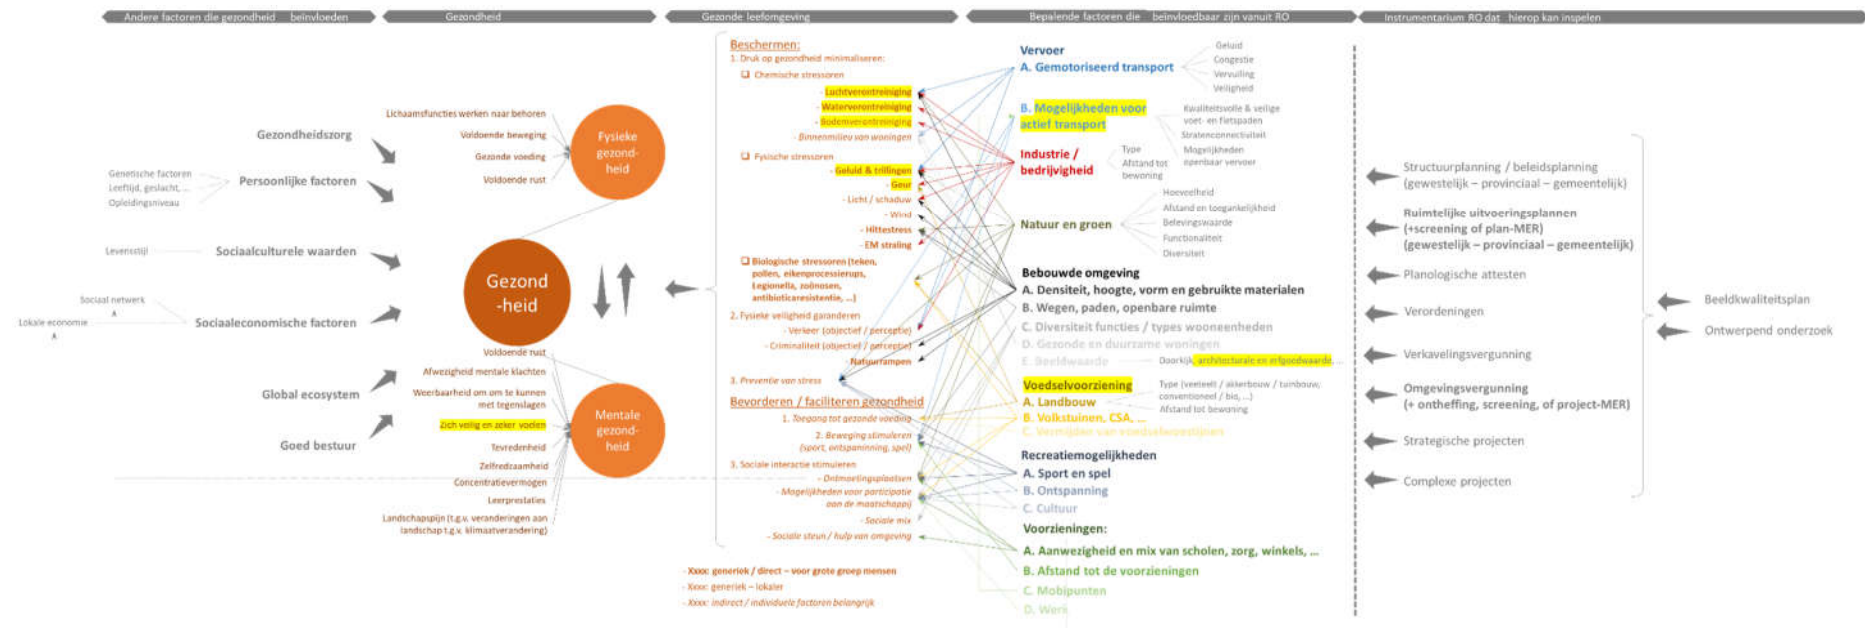 Andere factoren die gezondheid beïnvloeden
Gezondheid
Gezonde leefomgeving
Bepalende factoren die beïnvloedbaar zijn vanuit RO
Instrumentarium RO dat hierop kan inspelen
Gezondheidszorg
Genetische factoren
Leeftijd, geslacht, ...
Opleidingsniveau
Persoonlijke factoren
Levensstijl
Sociaalculturele waarden
Sociaal netwerk
Lokale economie
Sociaaleconomische factoren
Global ecosystem
Goed bestuur
Lichaamsfuncties werken naar behoren
Voldoende beweging
Gezonde voeding
Voldoende rust
Fysieke
gezond-
heid
Gezond
-heid
Voldoende rust
Afwezigheid mentale klachten
Weerbaarheid om om te kunnen
met tegenslagen
Zich veilig en zeker voelen
Tevredenheid
Zelfredzaamheid
Concentratievermogen
Leerprestaties
Landschapspijn (t.g.v. veranderingen aan
landschap t.g.v. klimaatverandering)
Mentale
gezond-
heid
Beschermen:
1. Druk op gezondheid minimaliseren:
❑ Chemische stressoren
- Luchtverontreiniging
- Waterverontreiniging
- Bodemverontreiniging
- Binnenmilieu van woningen
❑ Fysische stressoren
- Geluid & trillingen
- Geur
- Licht / schaduw
- Wind
- Hittestress
- EM straling
❑ Biologische stressoren (teken,
pollen, eikenprocessierups,
Legionella, zoönosen,
antibioticaresistentie, ...)
2. Fysieke veiligheid garanderen
- Verkeer (objectief / perceptie)
- Criminaliteit (objectief / perceptie)
- Natuurrampen
3. Preventie van stress
Bevorderen / faciliteren gezondheid
1. Toegang tot gezonde voeding
2. Beweging stimuleren
(sport, ontspanninng, spel)
3. Sociale interactie stimuleren
- Ontmoetingsplaatsen
- Mogelijkheden voor participatie
aan de maatschappij
- Sociale mix
- Sociale steun / hulp van omgeving
- Xxxx: generiek / direct – voor grote groep mensen
- Xxxx: generiek – lokaler
- Xxxx: indirect / individuele factoren belangrijk
Vervoer
A. Gemotoriseerd transport
Geluid
Congestie
Vervuiling
Veiligheid
B. Mogelijkheden voor
actief transport
Kwaliteitsvolle & veilige
voet- en fietspaden
Stratenconnectiviteit
Mogelijkheden
openbaar vervoer
Industrie /
bedrijvigheid
Type
Afstand tot
bewoning
Natuur en groen
Hoeveelheid
Afstand en toegankelijkheid
Belevingswaarde
Functionaliteit
Diversiteit
Bebouwde omgeving
A. Densiteit, hoogte, vorm en gebruikte materialen
B. Wegen, paden, openbare ruimte
C. Diversiteit functies / types wooneenheden
D. Gezonde en duurzame woningen
E. Beeldwaarde
Doorkijk, architecturale en erfgoedwaarde, ...
Voedselvoorziening
A. Landbouw
Type (veeteelt / akkerbouw / tuinbouw;
conventioneel / bio, ...)
Afstand tot bewoning
B. Volkstuinen, CSA, ...
C. Vermijden van voedselwoestijnen
Recreatiemogelijkheden
A. Sport en spel
B. Ontspanning
C. Cultuur
Voorzieningen:
A. Aanwezigheid en mix van scholen, zorg, winkels, ...
B. Afstand tot de voorzieningen
C. Mobipunten
D. Werk
Structuurplanning / beleidsplanning
(gewestelijk – provinciaal – gemeentelijk)
Ruimtelijke uitvoeringsplannen
(+screening of plan-MER)
(gewestelijk – provinciaal – gemeentelijk)
Planologische attesten
Verordeningen
Verkavelingsvergunning
Omgevingsvergunning
(+ ontheffing, screening, of project-MER)
Strategische projecten
Complexe projecten
Beeldkwaliteitsplan
Ontwerpend onderzoek